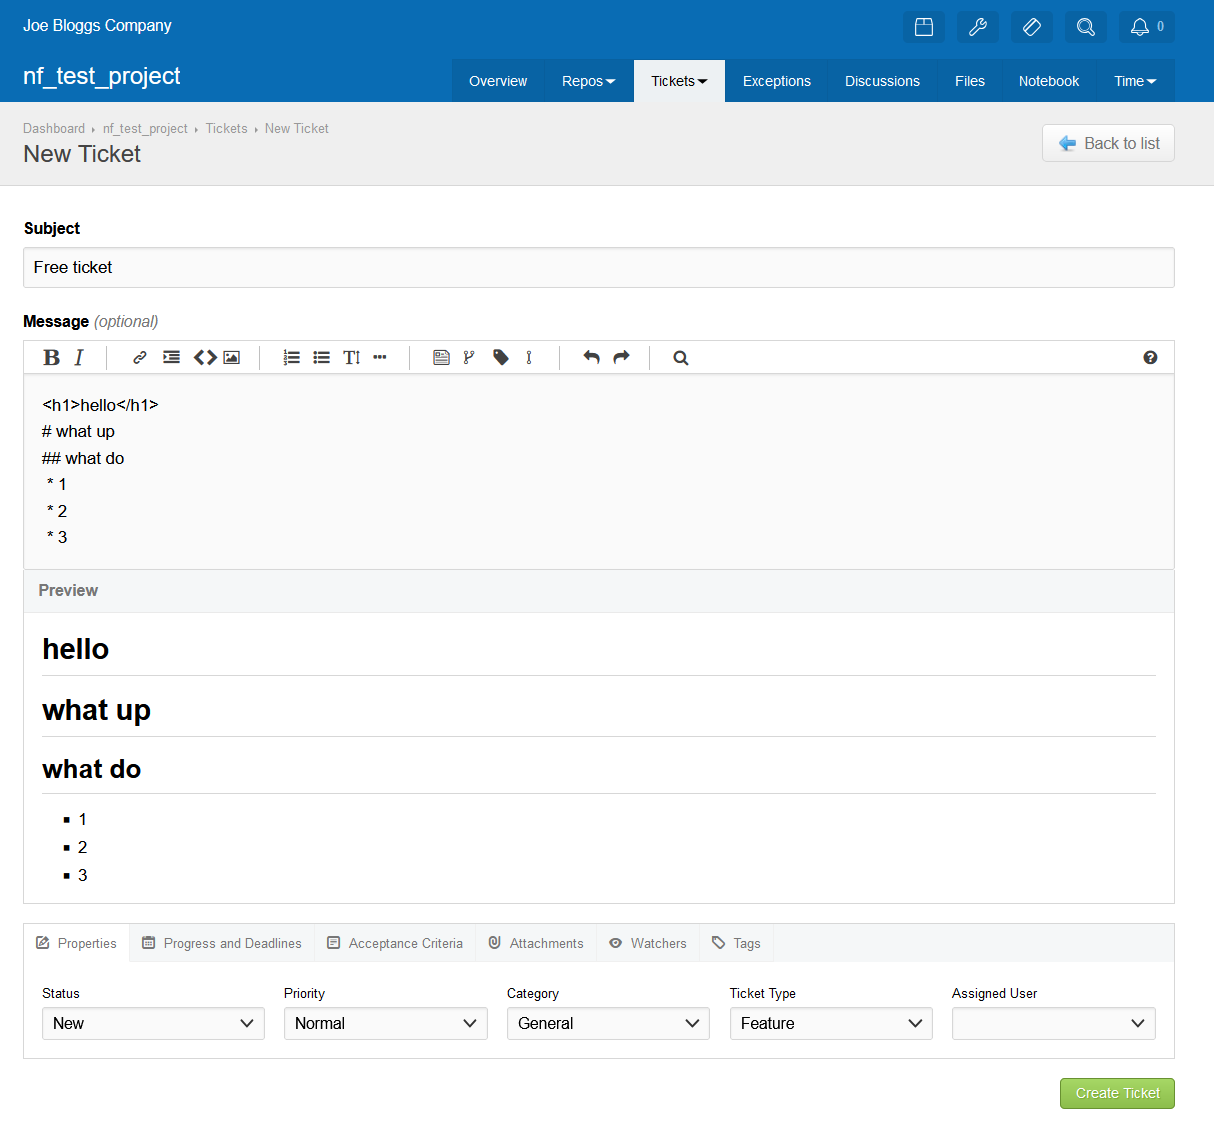 Joe Bloggs Company
0
nf_test_project
Overview Repos Tickets Exceptions Discussions Files Notebook Time
Dashboard nf_test_project Tickets New Ticket
New Ticket
Back to list
Subject
Free ticket
Message (optional)
<h1>hello</h1>
# what up
## what do
* 1
* 2
* 3
Preview
hello
what up
what do
1
2
3
Properties Progress and Deadlines Acceptance Criteria Attachments Watchers Tags
Status Priority Category Ticket Type Assigned User
New Normal General Feature
Create Ticket